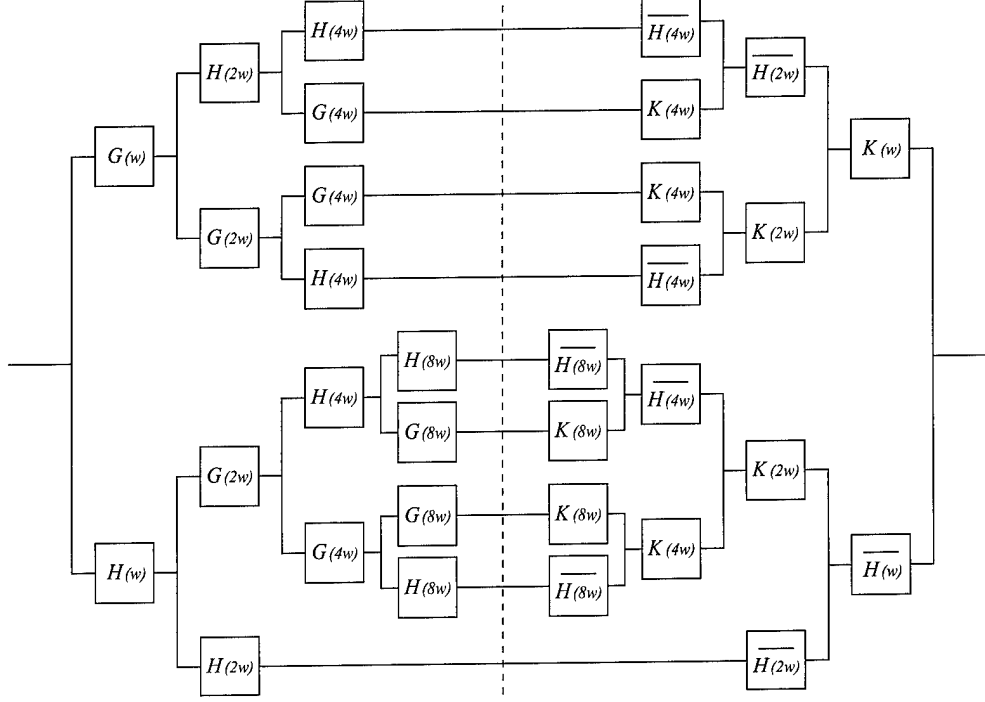 H(4w) H̅(4w)
H(2w) H̅(2w)
G(4w) K(4w)
G(w) K(w)
G(4w) K(4w)
G(2w) K(2w)
H(4w) H̅(4w)
H(8w) H̅(8w)
H(4w) H̅(4w)
G(8w) K(8w)
G(2w) K(2w)
G(8w) K(8w)
G(4w) K(4w)
H(w) H̅(w)
H(8w) H̅(8w)
H(2w) H̅(2w)